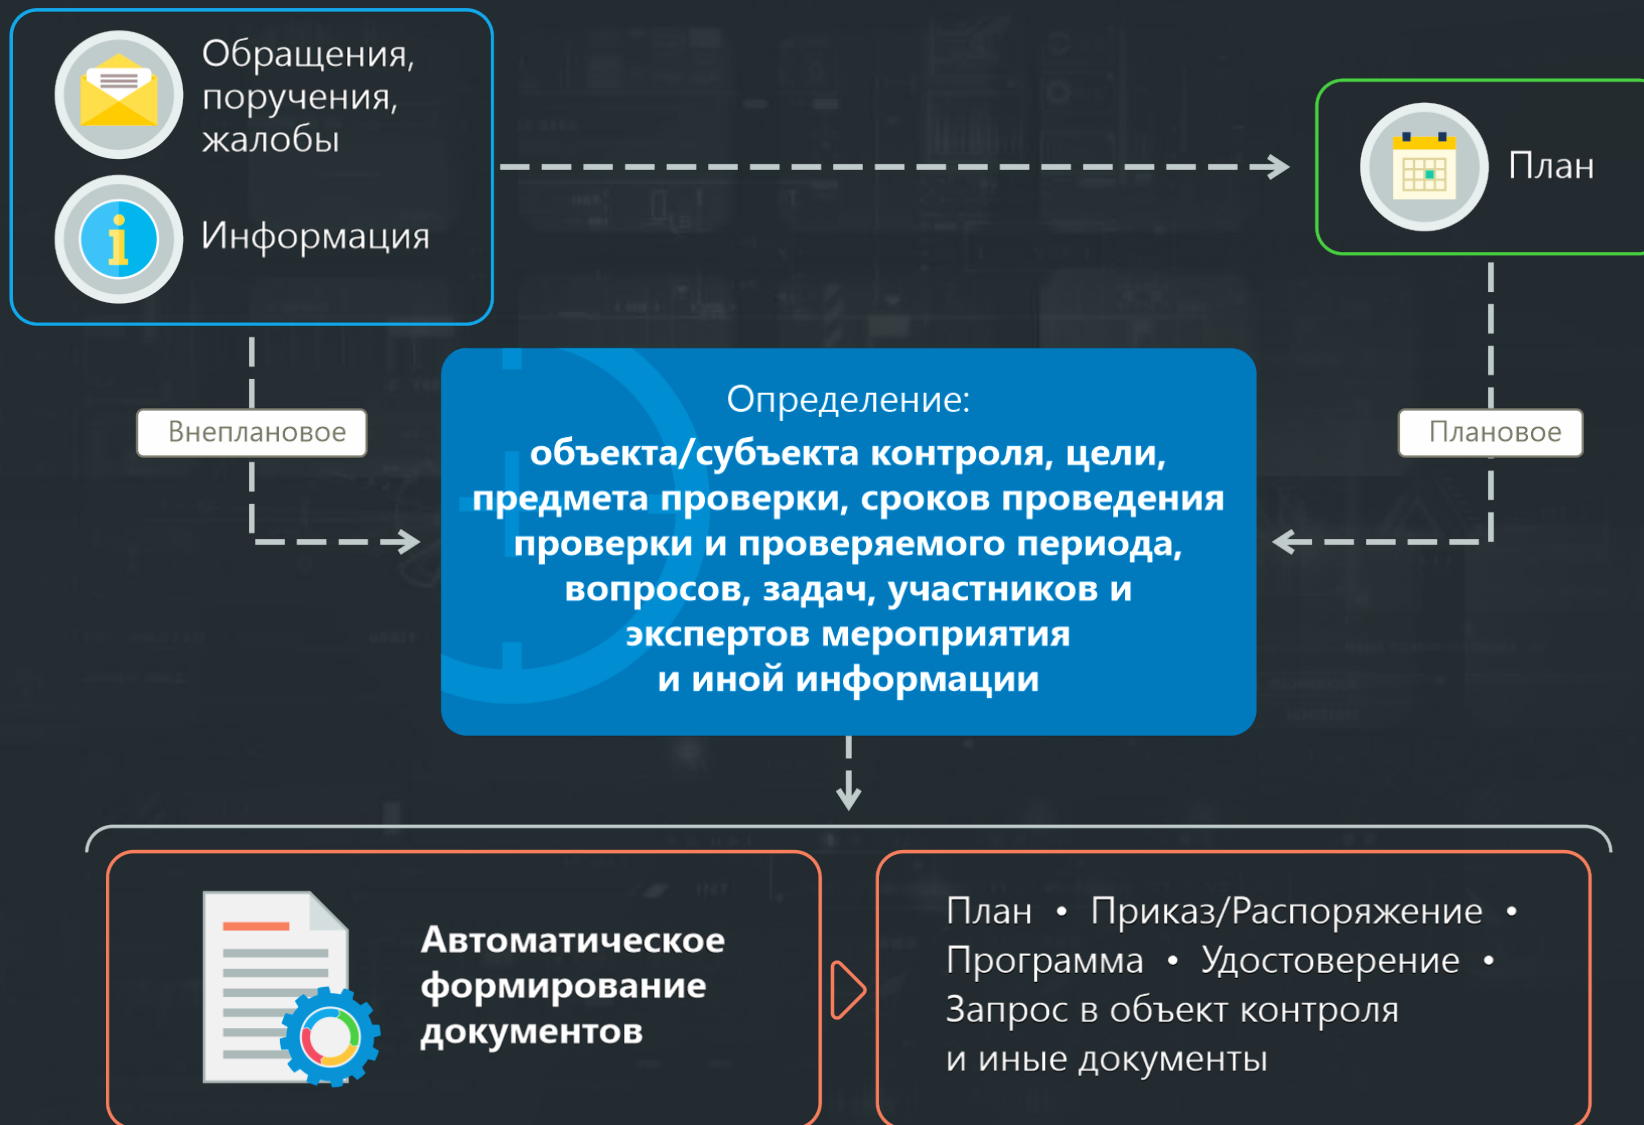 Обращения,
поручения,
жалобы
Информация
План
Внеплановое
Плановое
Определение:
объекта/субъекта контроля, цели,
предмета проверки, сроков проведения
проверки и проверяемого периода,
вопросов, задач, участников и
экспертов мероприятия
и иной информации
Автоматическое
формирование
документов
План • Приказ/Распоряжение •
Программа • Удостоверение •
Запрос в объект контроля
и иные документы